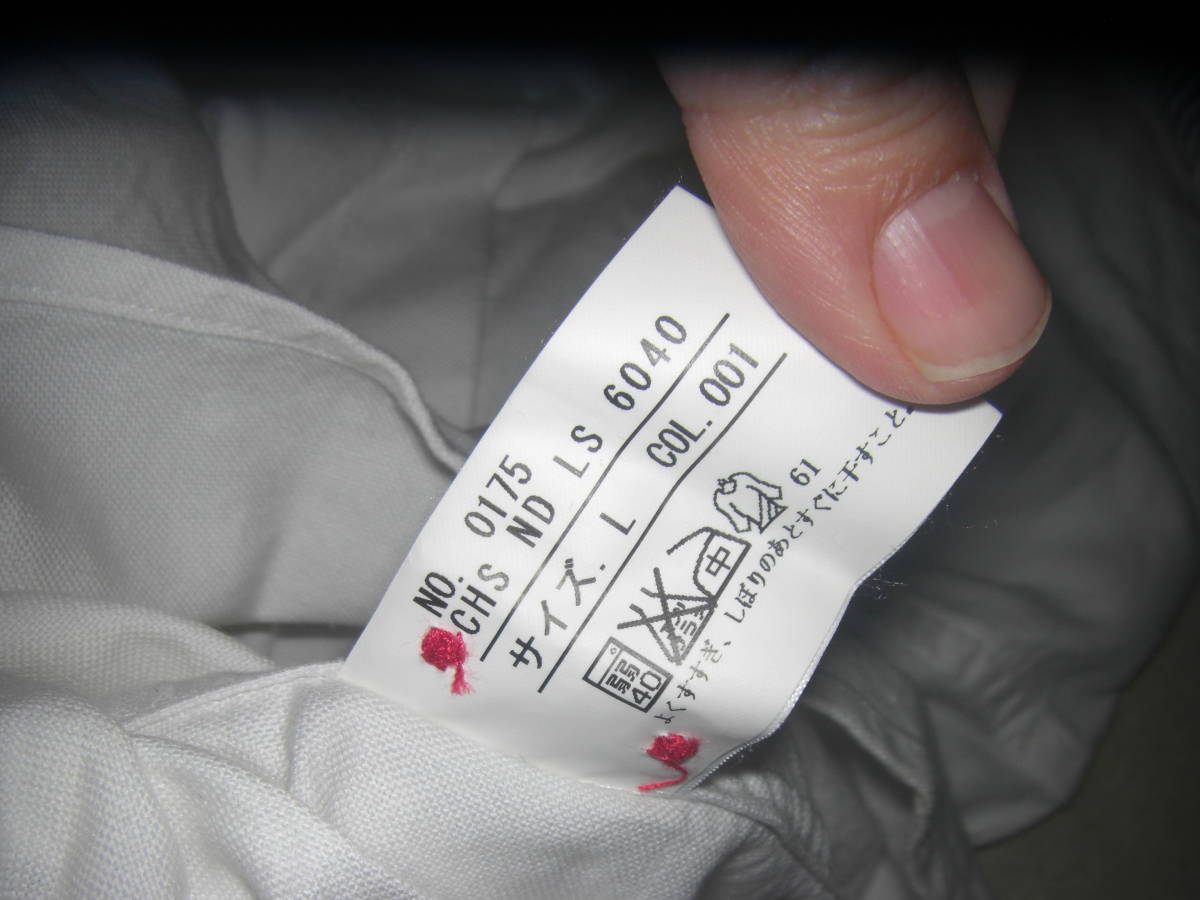 NO. 0175
CHS ND LS 6040
サイズ. L COL. 001
弱 40 中 61
よくすすぎ、しぼりのあとすぐに干すこと